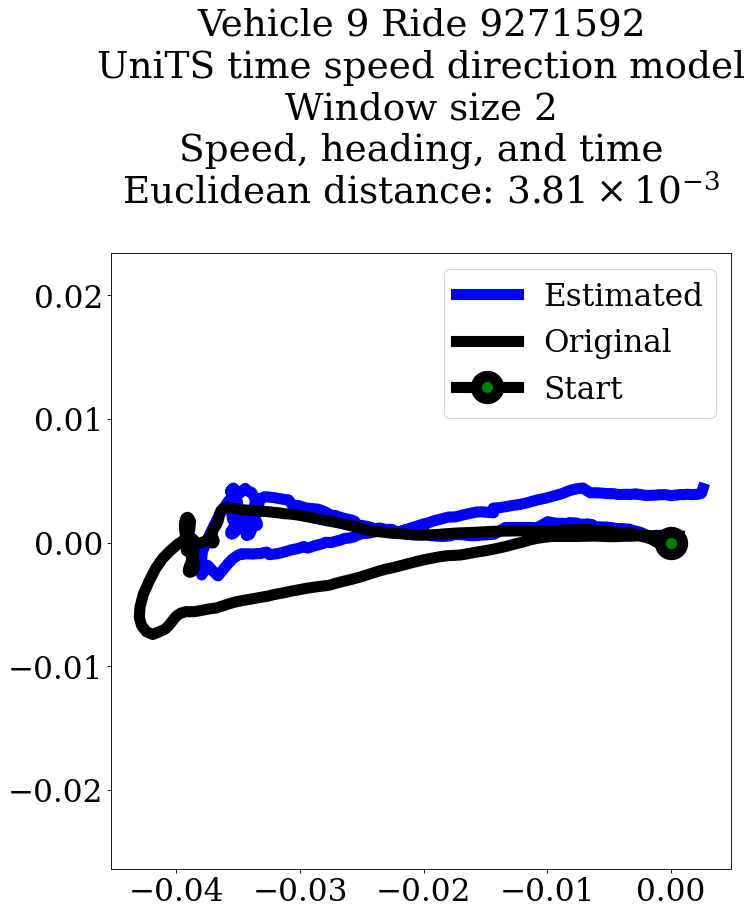 Vehicle 9 Ride 9271592
UniTS time speed direction model
Window size 2
Speed, heading, and time
Euclidean distance: 3.81 × 10⁻³
Estimated
Original
Start
0.02
0.01
0.00
−0.01
−0.02
−0.04 −0.03 −0.02 −0.01 0.00